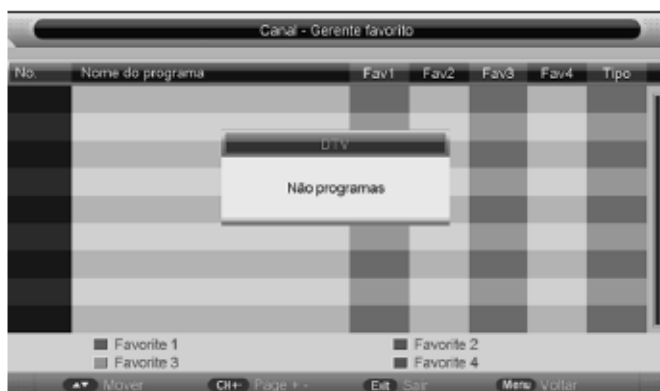 Canal - Gerente favorito
No. Nome do programa Fav1 Fav2 Fav3 Fav4 Tipo
DTV
Não programas
Favorite 1 Favorite 2
Favorite 3 Favorite 4
Mover CH+- Page + - Exit Sair Menu Voltar